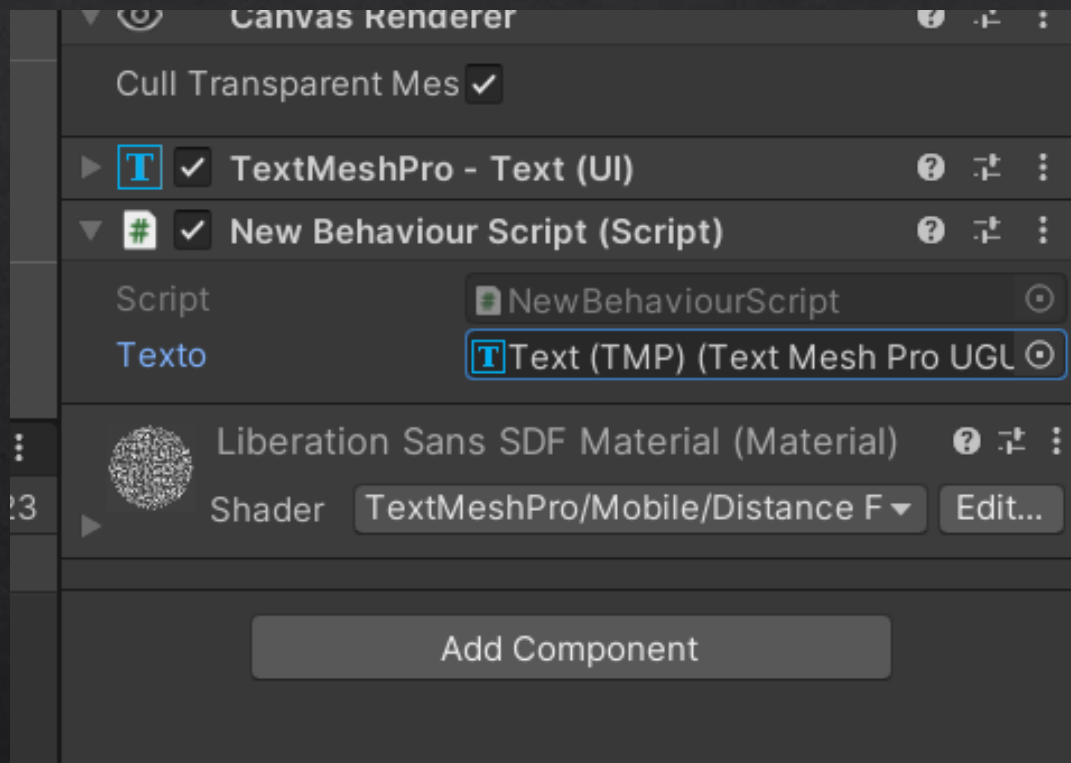 Canvas Renderer
Cull Transparent Mes
TextMeshPro - Text (UI)
New Behaviour Script (Script)
Script NewBehaviourScript
Texto Text (TMP) (Text Mesh Pro UGU
Liberation Sans SDF Material (Material)
23
Shader TextMeshPro/Mobile/Distance F Edit...
Add Component